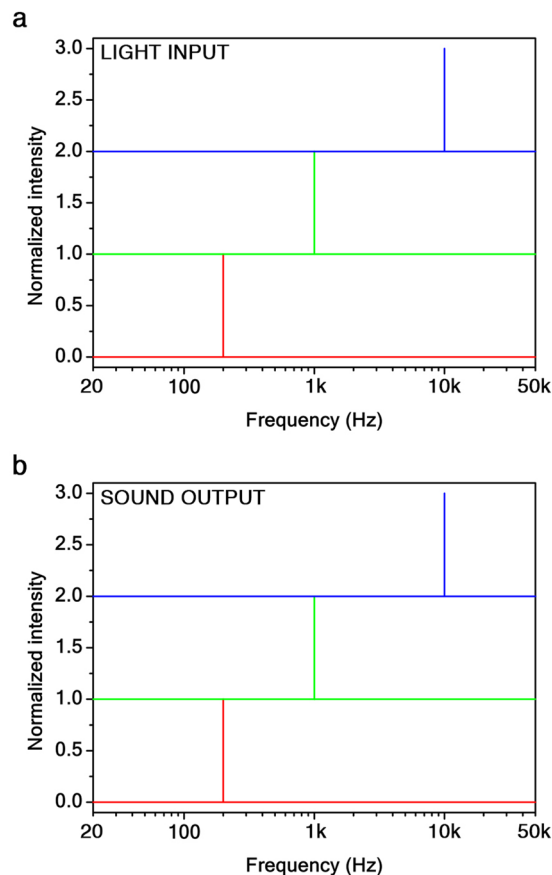 a
LIGHT INPUT
Normalized intensity
3.0
2.5
2.0
1.5
1.0
0.5
0.0
20 100 1k 10k 50k
Frequency (Hz)
b
SOUND OUTPUT
Normalized intensity
3.0
2.5
2.0
1.5
1.0
0.5
0.0
20 100 1k 10k 50k
Frequency (Hz)